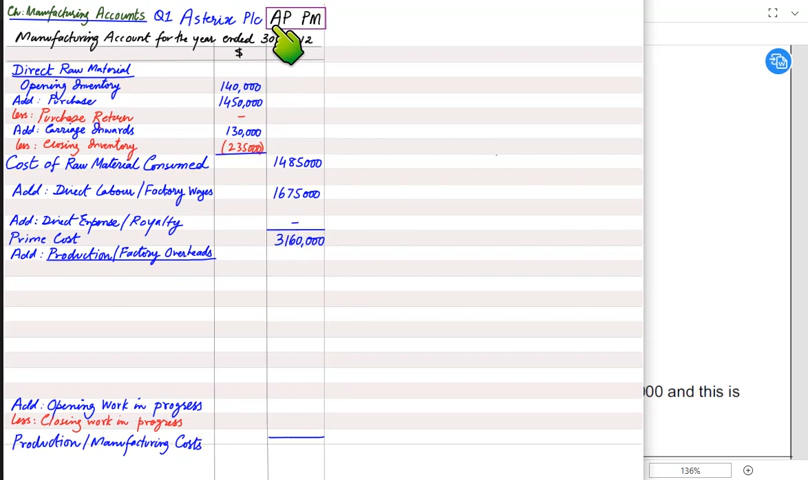 Ch: Manufacturing Accounts Q1 Asterix Plc AP PM
Manufacturing Account for the year ended 12
$
Direct Raw Material
Opening Inventory 140,000
Add: Purchase 1450,000
Less: Purchase Return -
Add: Carriage Inwards 130,000
Less: Closing Inventory (235000)
Cost of Raw Material Consumed 1485000
Add: Direct Labour/Factory Wages 1675000
Add: Direct Expense/Royalty -
Prime Cost 3160,000
Add: Production/Factory Overheads
000 and this is
Add: Opening Work in progress
Less: Closing work in progress
Production/Manufacturing Costs
136%